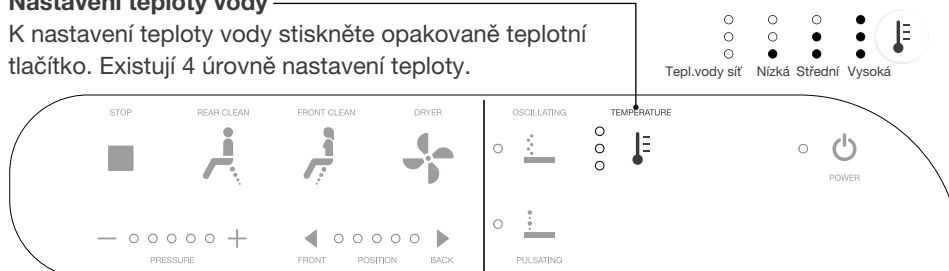 Nastavení teploty vody
K nastavení teploty vody stiskněte opakovaně teplotní
tlačítko. Existují 4 úrovně nastavení teploty.
Tepl.vody síť Nízká Střední Vysoká
STOP REAR CLEAN FRONT CLEAN DRYER OSCILLATING TEMPERATURE
POWER
PRESSURE FRONT POSITION BACK PULSATING